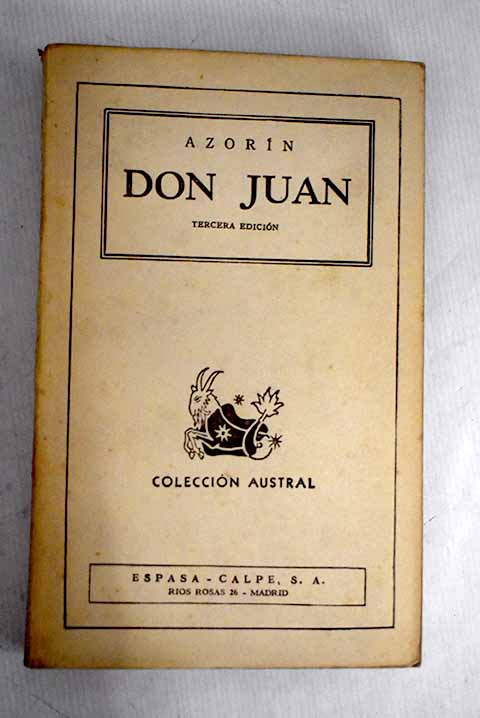 AZORÍN
DON JUAN
TERCERA EDICIÓN
COLECCIÓN AUSTRAL
ESPASA - CALPE, S. A.
RIOS ROSAS 26 - MADRID